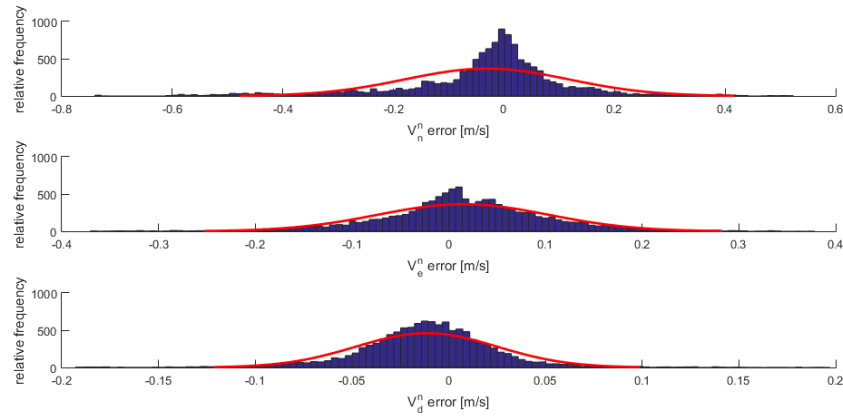 relative frequency
1000
500
0
-0.8 -0.6 -0.4 -0.2 0 0.2 0.4 0.6
V_n^n error [m/s]
relative frequency
1000
500
0
-0.4 -0.3 -0.2 -0.1 0 0.1 0.2 0.3 0.4
V_e^n error [m/s]
relative frequency
1000
500
0
-0.2 -0.15 -0.1 -0.05 0 0.05 0.1 0.15 0.2
V_d^n error [m/s]